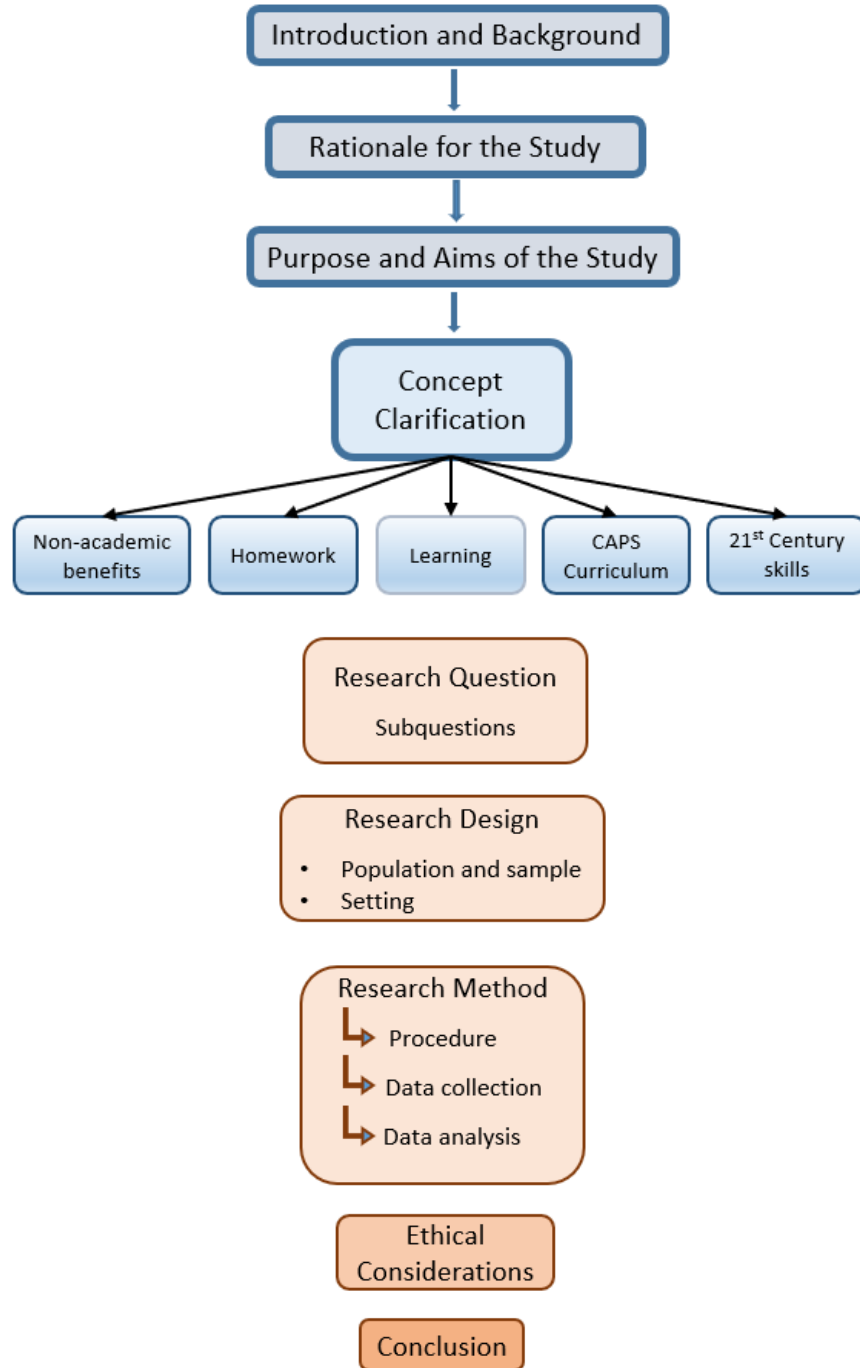 Introduction and Background
Rationale for the Study
Purpose and Aims of the Study
Concept
Clarification
Non-academic
benefits
Homework
Learning
CAPS
Curriculum
21st Century
skills
Research Question
Subquestions
Research Design
• Population and sample
• Setting
Research Method
Procedure
Data collection
Data analysis
Ethical
Considerations
Conclusion